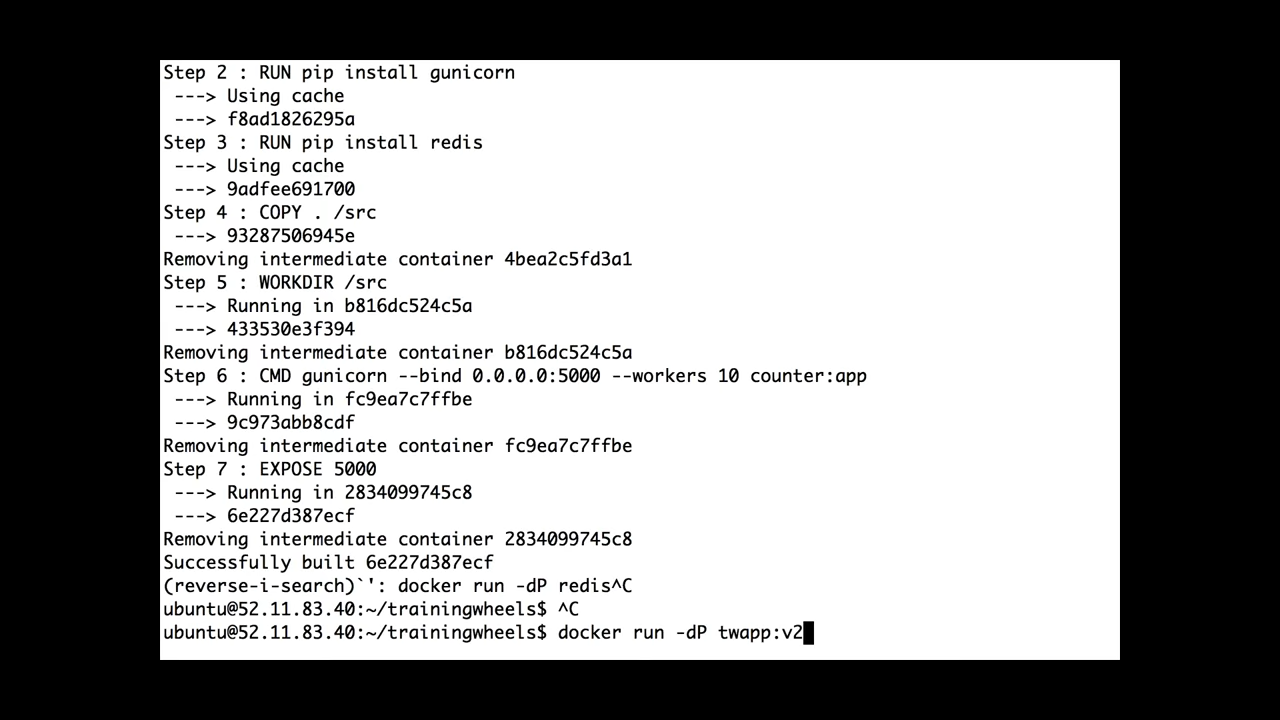 Step 2 : RUN pip install gunicorn
 ---> Using cache
 ---> f8ad1826295a
Step 3 : RUN pip install redis
 ---> Using cache
 ---> 9adfee691700
Step 4 : COPY . /src
 ---> 93287506945e
Removing intermediate container 4bea2c5fd3a1
Step 5 : WORKDIR /src
 ---> Running in b816dc524c5a
 ---> 433530e3f394
Removing intermediate container b816dc524c5a
Step 6 : CMD gunicorn --bind 0.0.0.0:5000 --workers 10 counter:app
 ---> Running in fc9ea7c7ffbe
 ---> 9c973abb8cdf
Removing intermediate container fc9ea7c7ffbe
Step 7 : EXPOSE 5000
 ---> Running in 2834099745c8
 ---> 6e227d387ecf
Removing intermediate container 2834099745c8
Successfully built 6e227d387ecf
(reverse-i-search)`': docker run -dP redis^C
ubuntu@52.11.83.40:~/trainingwheels$ ^C
ubuntu@52.11.83.40:~/trainingwheels$ docker run -dP twapp:v2